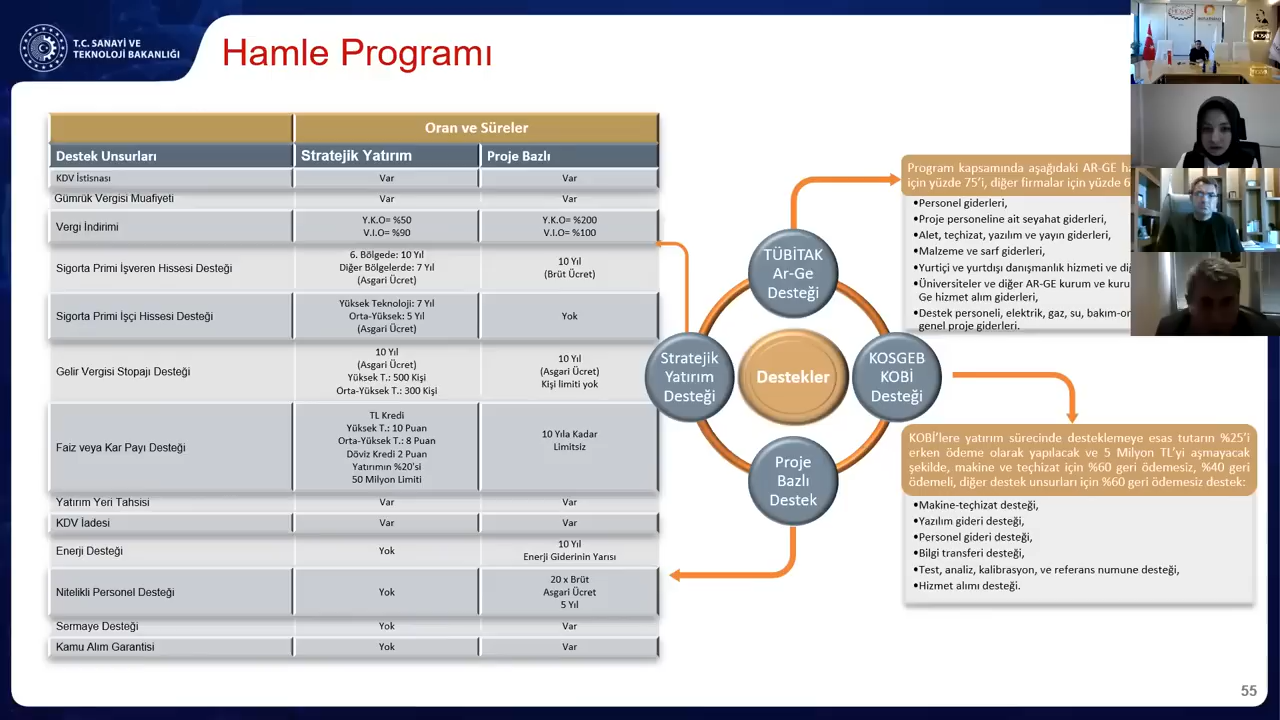 T.C. SANAYİ VE
TEKNOLOJİ BAKANLIĞI
Hamle Programı
Oran ve Süreler
Destek Unsurları
Stratejik Yatırım
Proje Bazlı
KDV İstisnası
Var
Var
Gümrük Vergisi Muafiyeti
Var
Var
Vergi İndirimi
Y.K.O= %50
V.I.O= %90
Y.K.O= %200
V.I.O= %100
Sigorta Primi İşveren Hissesi Desteği
6. Bölgede: 10 Yıl
Diğer Bölgelerde: 7 Yıl
(Asgari Ücret)
10 Yıl
(Brüt Ücret)
Sigorta Primi İşçi Hissesi Desteği
Yüksek Teknoloji: 7 Yıl
Orta-Yüksek: 5 Yıl
(Asgari Ücret)
Yok
Gelir Vergisi Stopajı Desteği
10 Yıl
(Asgari Ücret)
Yüksek T.: 500 Kişi
Orta-Yüksek T.: 300 Kişi
10 Yıl
(Asgari Ücret)
Kişi limiti yok
Faiz veya Kar Payı Desteği
TL Kredi
Yüksek T.: 10 Puan
Orta-Yüksek T.: 8 Puan
Döviz Kredi 2 Puan
Yatırımın %20'si
50 Milyon Limiti
10 Yıla Kadar
Limitsiz
Yatırım Yeri Tahsisi
Var
Var
KDV İadesi
Var
Var
Enerji Desteği
Yok
10 Yıl
Enerji Giderinin Yarısı
Nitelikli Personel Desteği
Yok
20 x Brüt
Asgari Ücret
5 Yıl
Sermaye Desteği
Yok
Var
Kamu Alım Garantisi
Yok
Var
TÜBİTAK
Ar-Ge
Desteği
Stratejik
Yatırım
Desteği
Destekler
KOSGEB
KOBİ
Desteği
Proje
Bazlı
Destek
Program kapsamında aşağıdaki AR-GE
için yüzde 75'i, diğer firmalar için yüzde
•Personel giderleri,
•Proje personeline ait seyahat giderleri,
•Alet, teçhizat, yazılım ve yayın giderleri,
•Malzeme ve sarf giderleri,
•Yurtiçi ve yurtdışı danışmanlık hizmeti ve
•Üniversiteler ve diğer AR-GE kurum ve
Ge hizmet alım giderleri,
•Destek personeli, elektrik, gaz, su,
genel proje giderleri.
KOBİ'lere yatırım sürecinde desteklemeye esas tutarın %25'i
erken ödeme olarak yapılacak ve 5 Milyon TL'yi aşmayacak
şekilde, makine ve teçhizat için %60 geri ödemesiz, %40 geri
ödemeli, diğer destek unsurları için %60 geri ödemesiz destek:
•Makine-teçhizat desteği,
•Yazılım gideri desteği,
•Personel gideri desteği,
•Bilgi transferi desteği,
•Test, analiz, kalibrasyon, ve referans numune desteği,
•Hizmet alımı desteği.
55